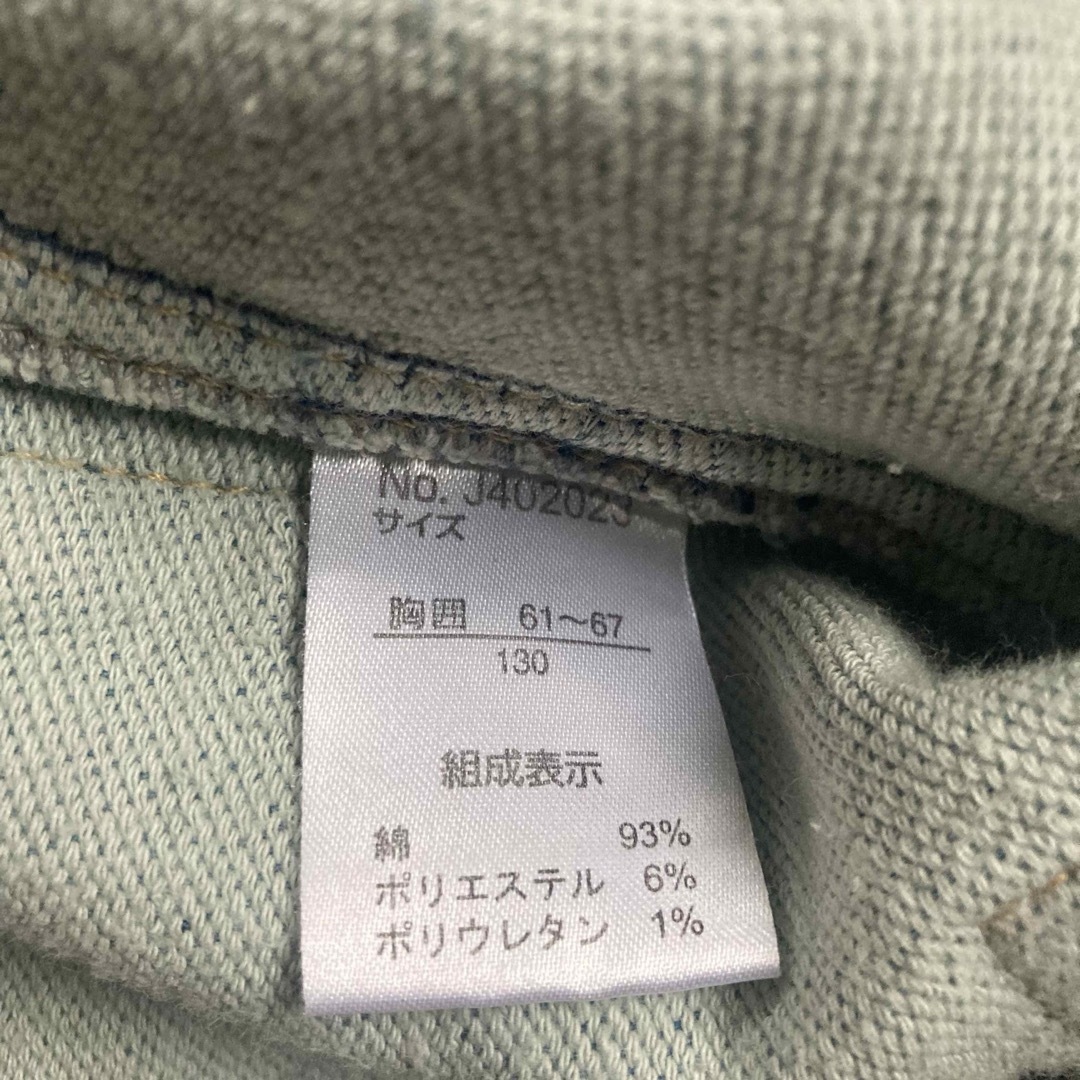 No. J402023
サイズ
胸囲 61～67
130
組成表示
綿 93%
ポリエステル 6%
ポリウレタン 1%